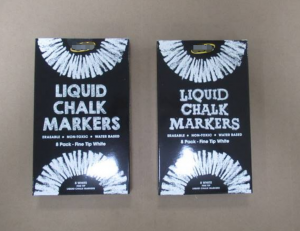 LIQUID
CHALK
MARKERS
ERASABLE • NON-TOXIC • WATER BASED
8 Pack - Fine Tip White
LIQUID
CHALK
MARKERS
ERASABLE • NON-TOXIC • WATER BASED
8 Pack - Fine Tip White